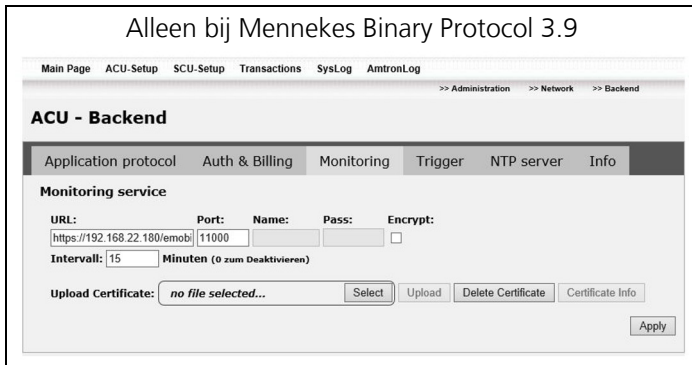 Alleen bij Mennekes Binary Protocol 3.9
Main Page ACU-Setup SCU-Setup Transactions SysLog AmtronLog
>> Administration >> Network >> Backend
ACU - Backend
Application protocol Auth & Billing Monitoring Trigger NTP server Info
Monitoring service
URL: Port: Name: Pass: Encrypt:
https://192.168.22.180/emobi 11000
Intervall: 15 Minuten (0 zum Deaktivieren)
Upload Certificate: no file selected... Select Upload Delete Certificate Certificate Info
Apply